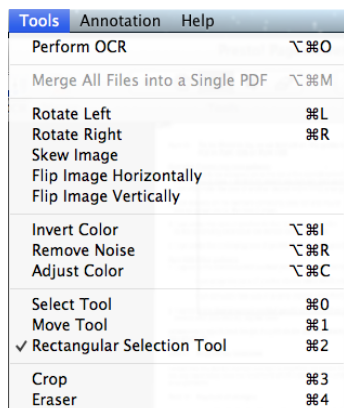 Tools Annotation Help
Perform OCR ⌥⌘O
Merge All Files into a Single PDF ⌥⌘M
Rotate Left ⌘L
Rotate Right ⌘R
Skew Image
Flip Image Horizontally
Flip Image Vertically
Invert Color ⌥⌘I
Remove Noise ⌥⌘R
Adjust Color ⌥⌘C
Select Tool ⌘0
Move Tool ⌘1
✓ Rectangular Selection Tool ⌘2
Crop ⌘3
Eraser ⌘4